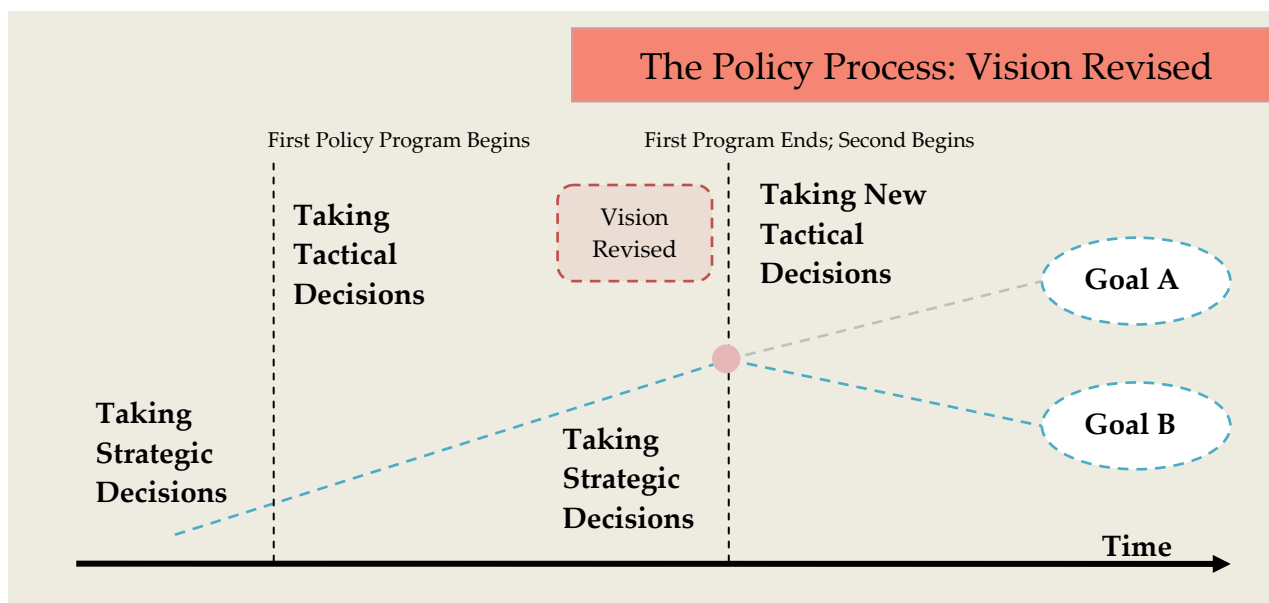 The Policy Process: Vision Revised
First Policy Program Begins
First Program Ends; Second Begins
Taking
Tactical
Decisions
Vision
Revised
Taking New
Tactical
Decisions
Goal A
Taking
Strategic
Decisions
Taking
Strategic
Decisions
Goal B
Time